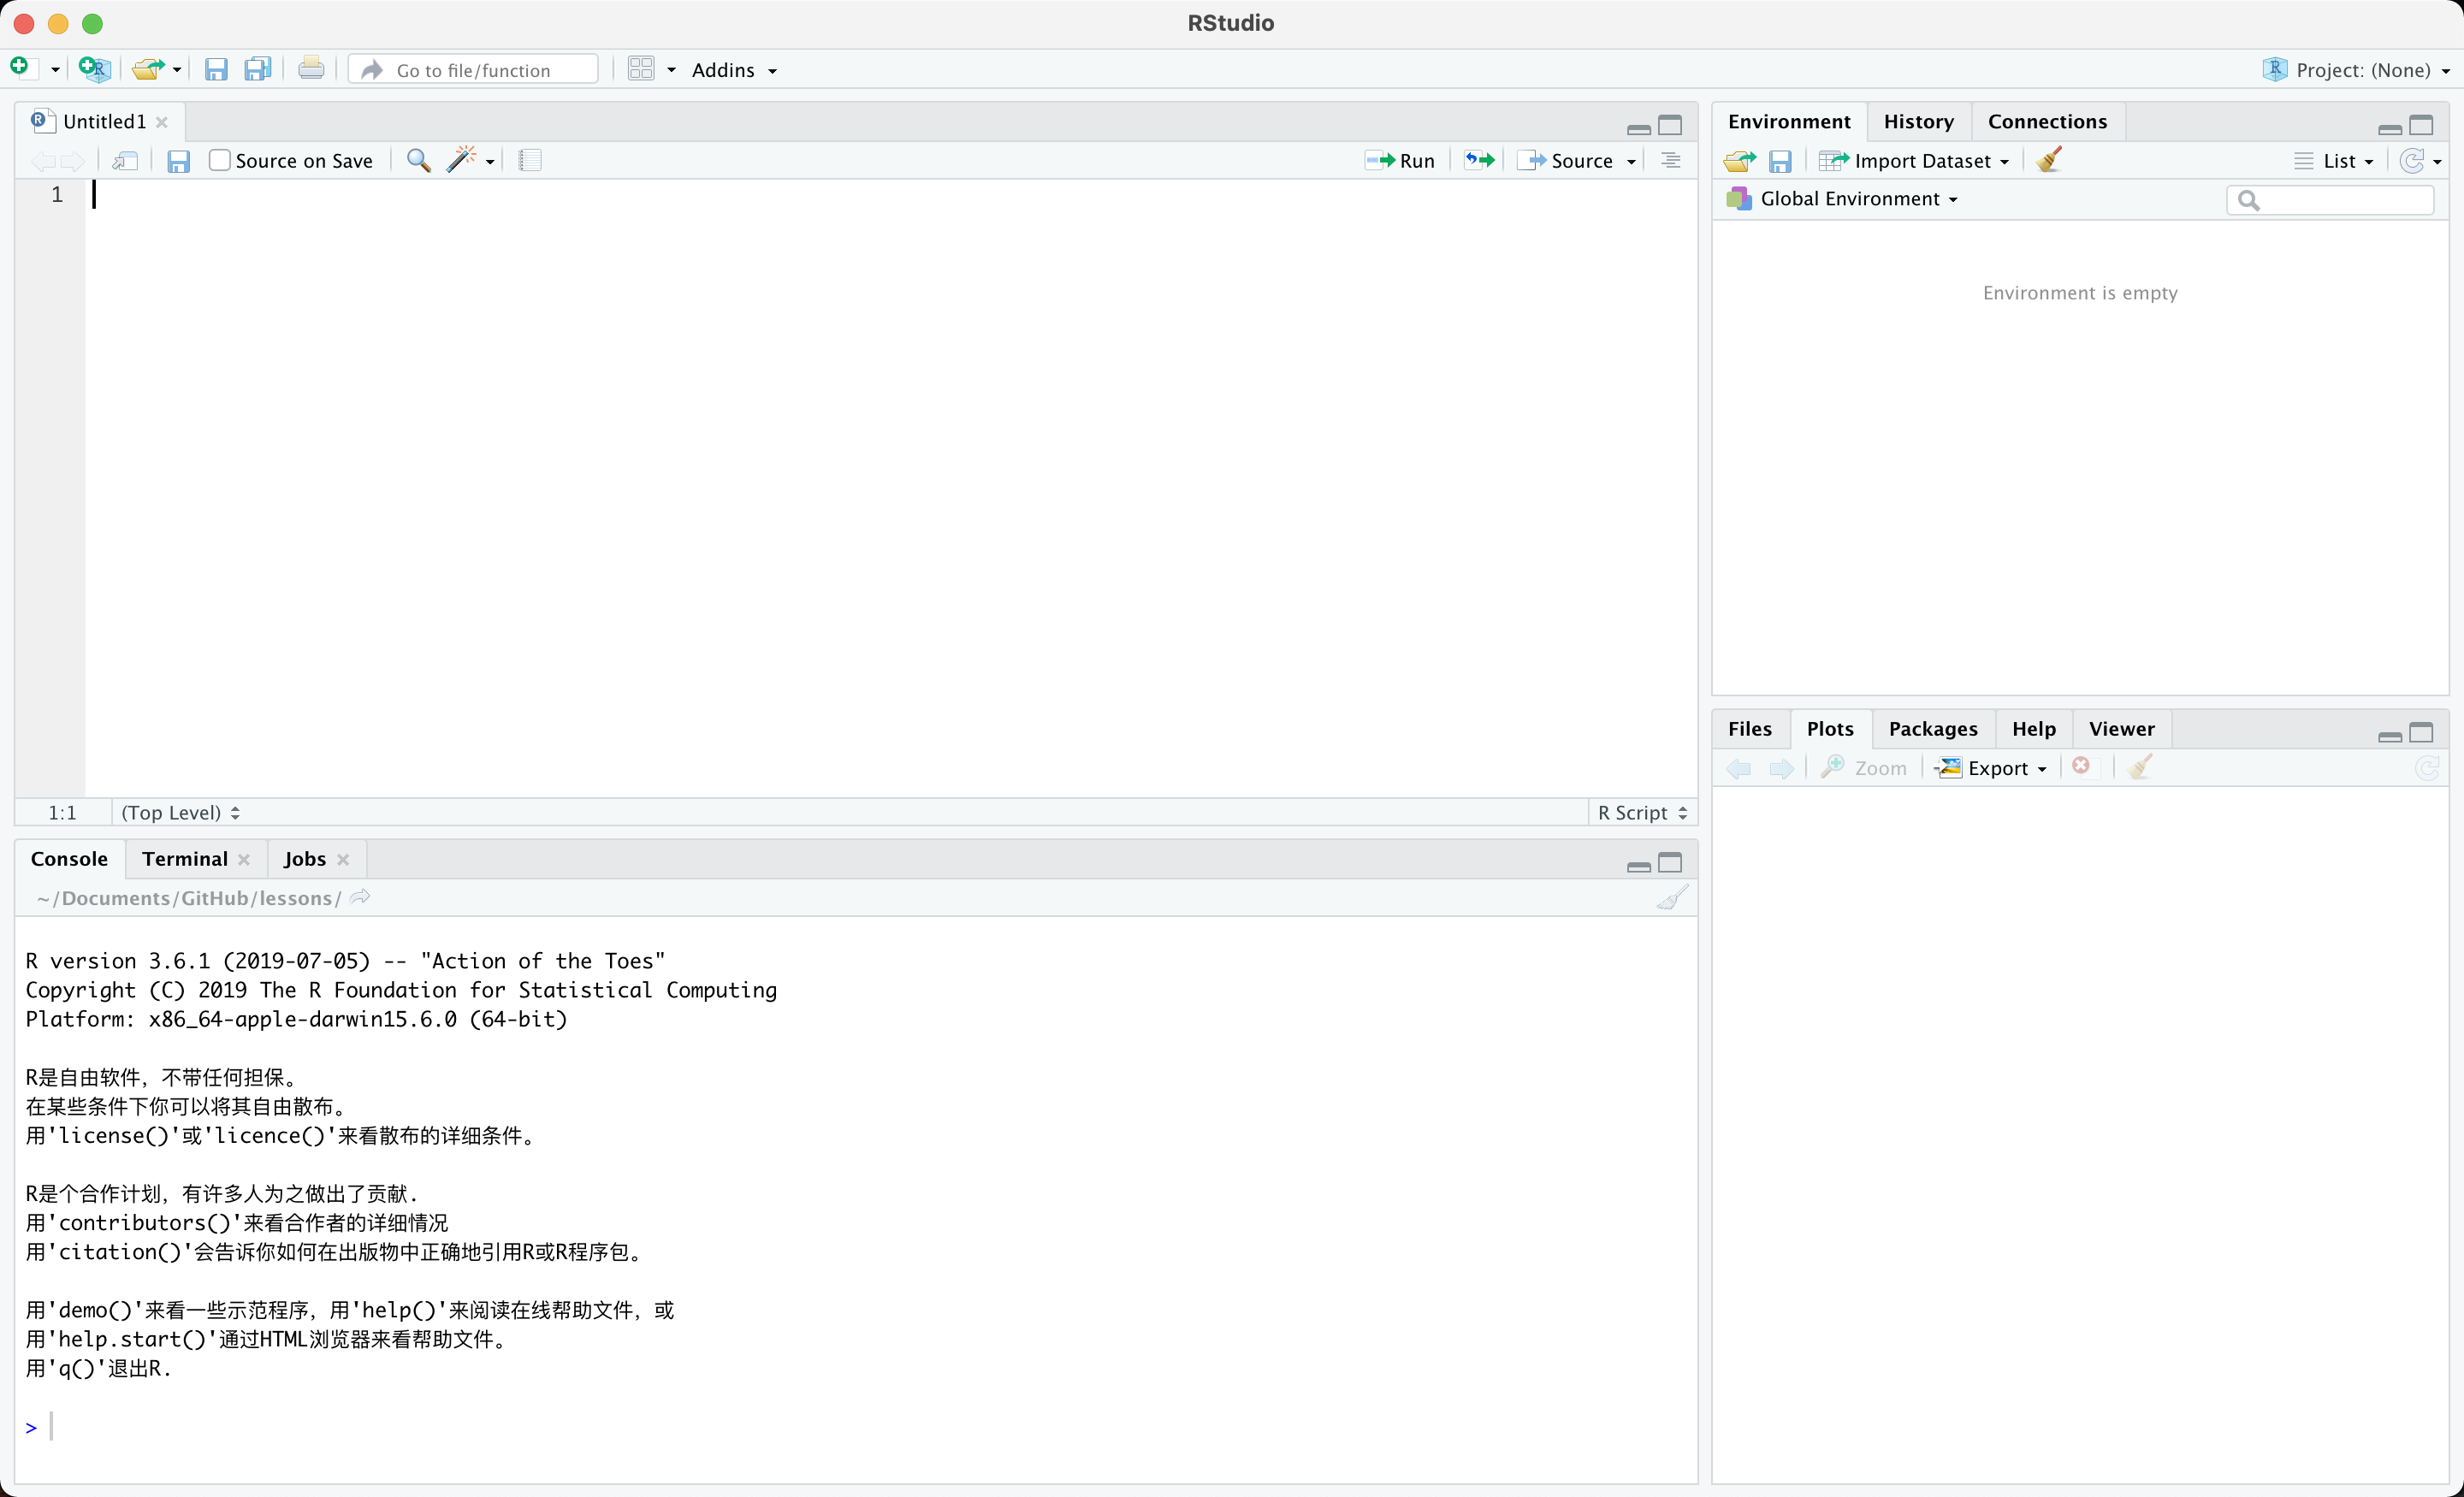 RStudio
Go to file/function
Addins
Project: (None)
Untitled1
Source on Save
Run
Source
1
1:1
(Top Level)
R Script
Console
Terminal
Jobs
~/Documents/GitHub/lessons/
R version 3.6.1 (2019-07-05) -- "Action of the Toes"
Copyright (C) 2019 The R Foundation for Statistical Computing
Platform: x86_64-apple-darwin15.6.0 (64-bit)
R是自由软件，不带任何担保。
在某些条件下你可以将其自由散布。
用'license()'或'licence()'来看散布的详细条件。
R是个合作计划，有许多人为之做出了贡献.
用'contributors()'来看合作者的详细情况
用'citation()'会告诉你如何在出版物中正确地引用R或R程序包。
用'demo()'来看一些示范程序，用'help()'来阅读在线帮助文件，或
用'help.start()'通过HTML浏览器来看帮助文件。
用'q()'退出R.
>
Environment
History
Connections
Import Dataset
List
Global Environment
Environment is empty
Files
Plots
Packages
Help
Viewer
Zoom
Export